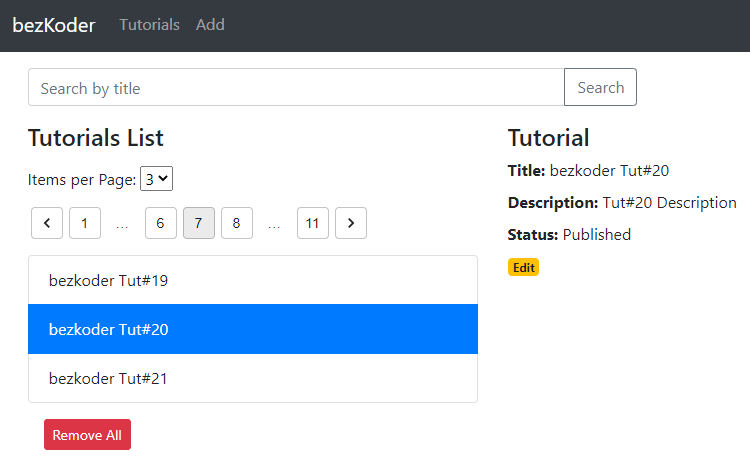 bezKoder Tutorials Add
Search by title Search
Tutorials List
Items per Page: 3
1 ... 6 7 8 ... 11
bezkoder Tut#19
bezkoder Tut#20
bezkoder Tut#21
Remove All
Tutorial
Title: bezkoder Tut#20
Description: Tut#20 Description
Status: Published
Edit